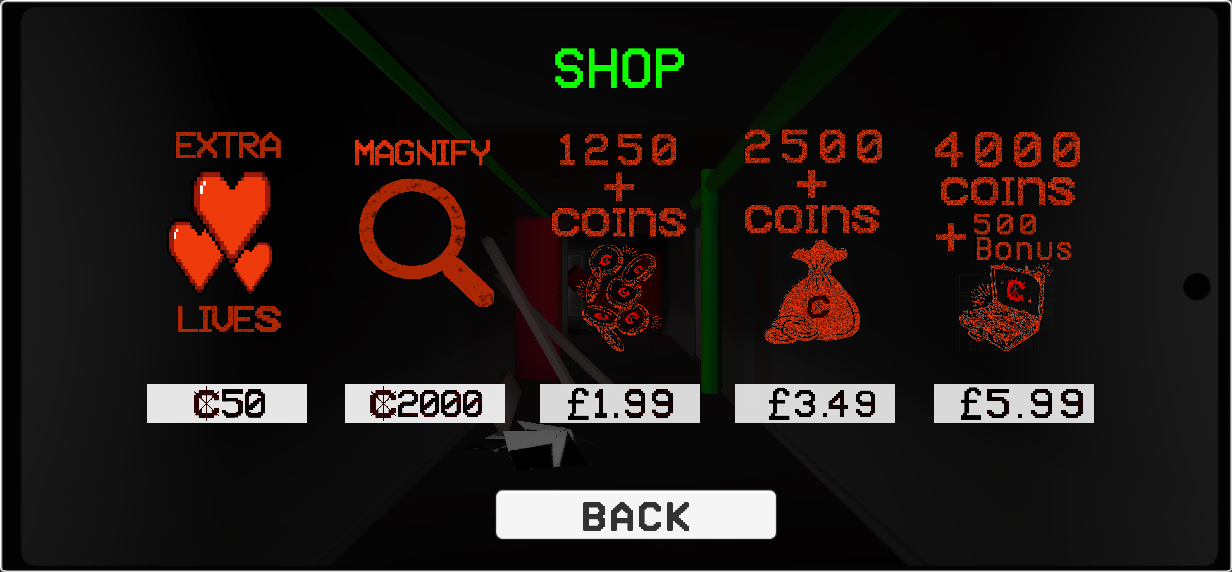 SHOP
EXTRA
LIVES
₵50
MAGNIFY
₵2000
1250
+
coins
£1.99
2500
+
coins
C
£3.49
4000
coins
+ 500
Bonus
₵
£5.99
BACK